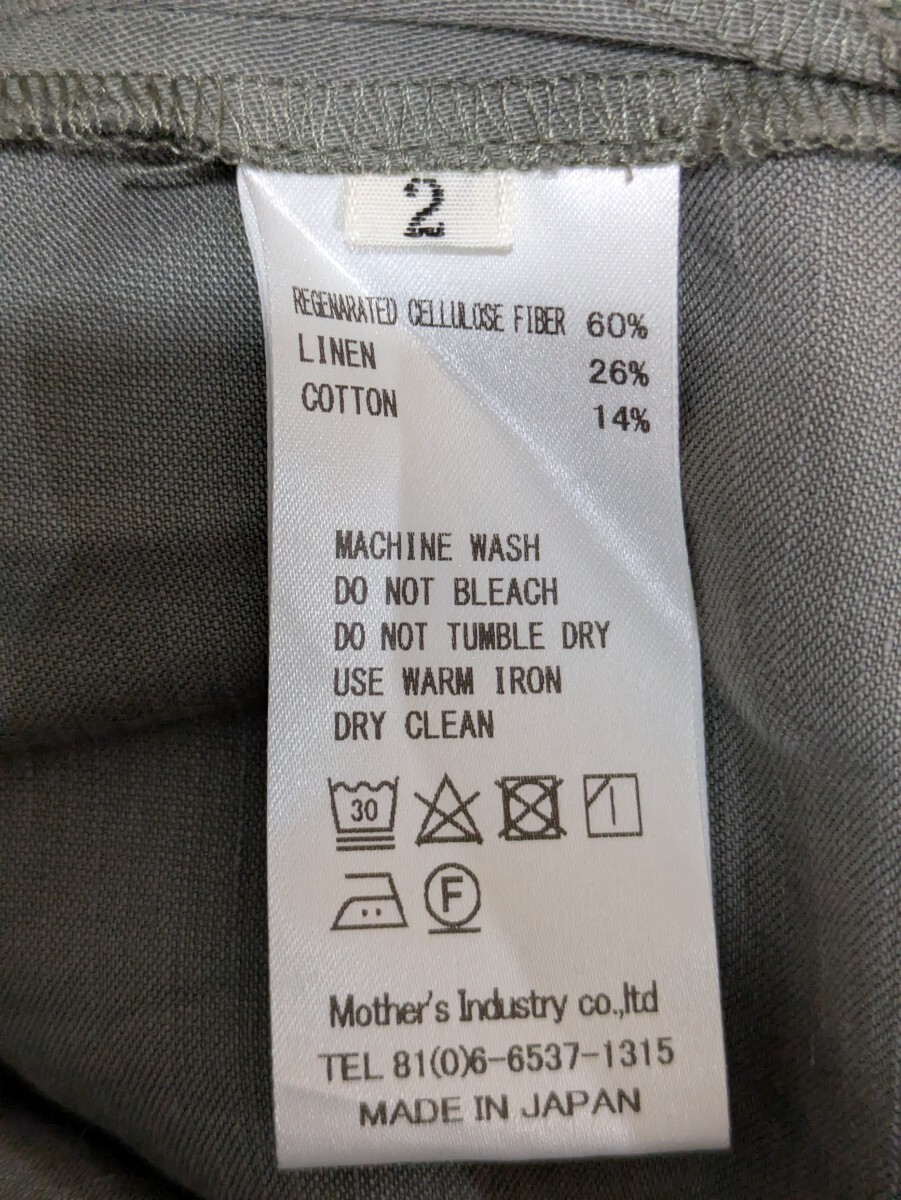 2
REGENARATED CELLULOSE FIBER 60%
LINEN 26%
COTTON 14%
MACHINE WASH
DO NOT BLEACH
DO NOT TUMBLE DRY
USE WARM IRON
DRY CLEAN
30
F
Mother's Industry co.,ltd
TEL 81(0)6-6537-1315
MADE IN JAPAN